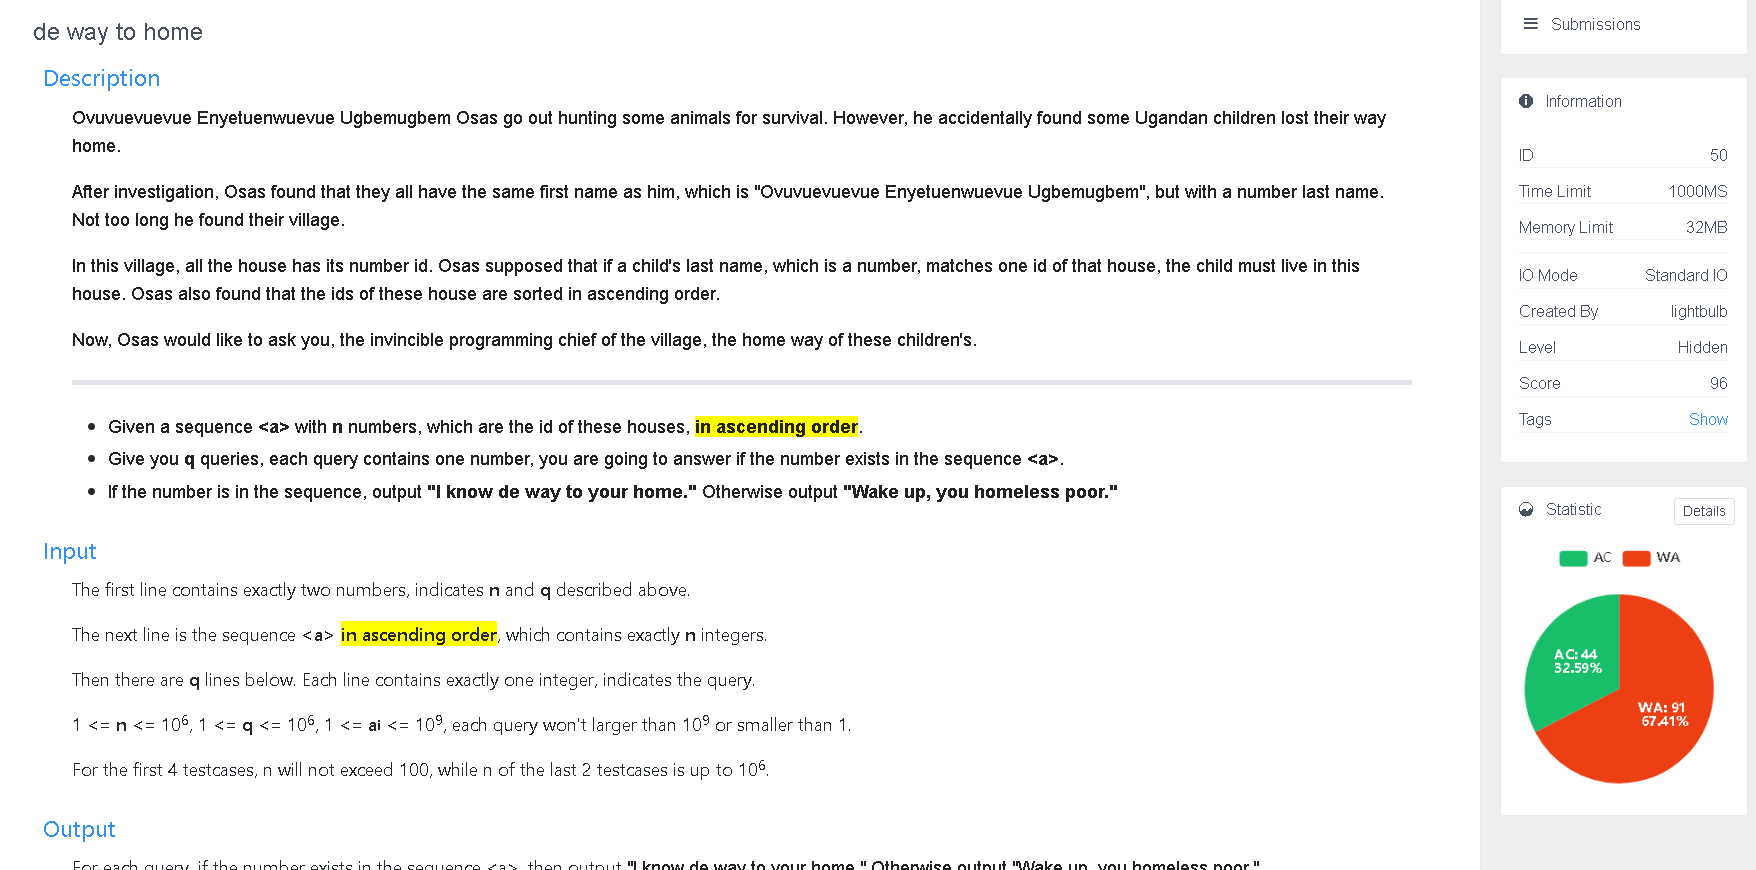 de way to home
Description
Ovuvuevuevue Enyetuenwuevue Ugbemugbem Osas go out hunting some animals for survival. However, he accidentally found some Ugandan children lost their way
home.
After investigation, Osas found that they all have the same first name as him, which is "Ovuvuevuevue Enyetuenwuevue Ugbemugbem", but with a number last name.
Not too long he found their village.
In this village, all the house has its number id. Osas supposed that if a child's last name, which is a number, matches one id of that house, the child must live in this
house. Osas also found that the ids of these house are sorted in ascending order.
Now, Osas would like to ask you, the invincible programming chief of the village, the home way of these children's.
• Given a sequence <a> with n numbers, which are the id of these houses, in ascending order.
• Give you q queries, each query contains one number, you are going to answer if the number exists in the sequence <a>.
• If the number is in the sequence, output "I know de way to your home." Otherwise output "Wake up, you homeless poor."
Input
The first line contains exactly two numbers, indicates n and q described above.
The next line is the sequence <a> in ascending order, which contains exactly n integers.
Then there are q lines below. Each line contains exactly one integer, indicates the query.
1 <= n <= 10⁶, 1 <= q <= 10⁶, 1 <= ai <= 10⁹, each query won't larger than 10⁹ or smaller than 1.
For the first 4 testcases, n will not exceed 100, while n of the last 2 testcases is up to 10⁶.
Output
For each query, if the number exists in the sequence <a>, then output "I know de way to your home." Otherwise output "Wake up, you homeless poor."
Submissions
Information
ID 50
Time Limit 1000MS
Memory Limit 32MB
IO Mode Standard IO
Created By lightbulb
Level Hidden
Score 96
Tags Show
Statistic Details
AC WA
AC: 44
32.59%
WA: 91
67.41%